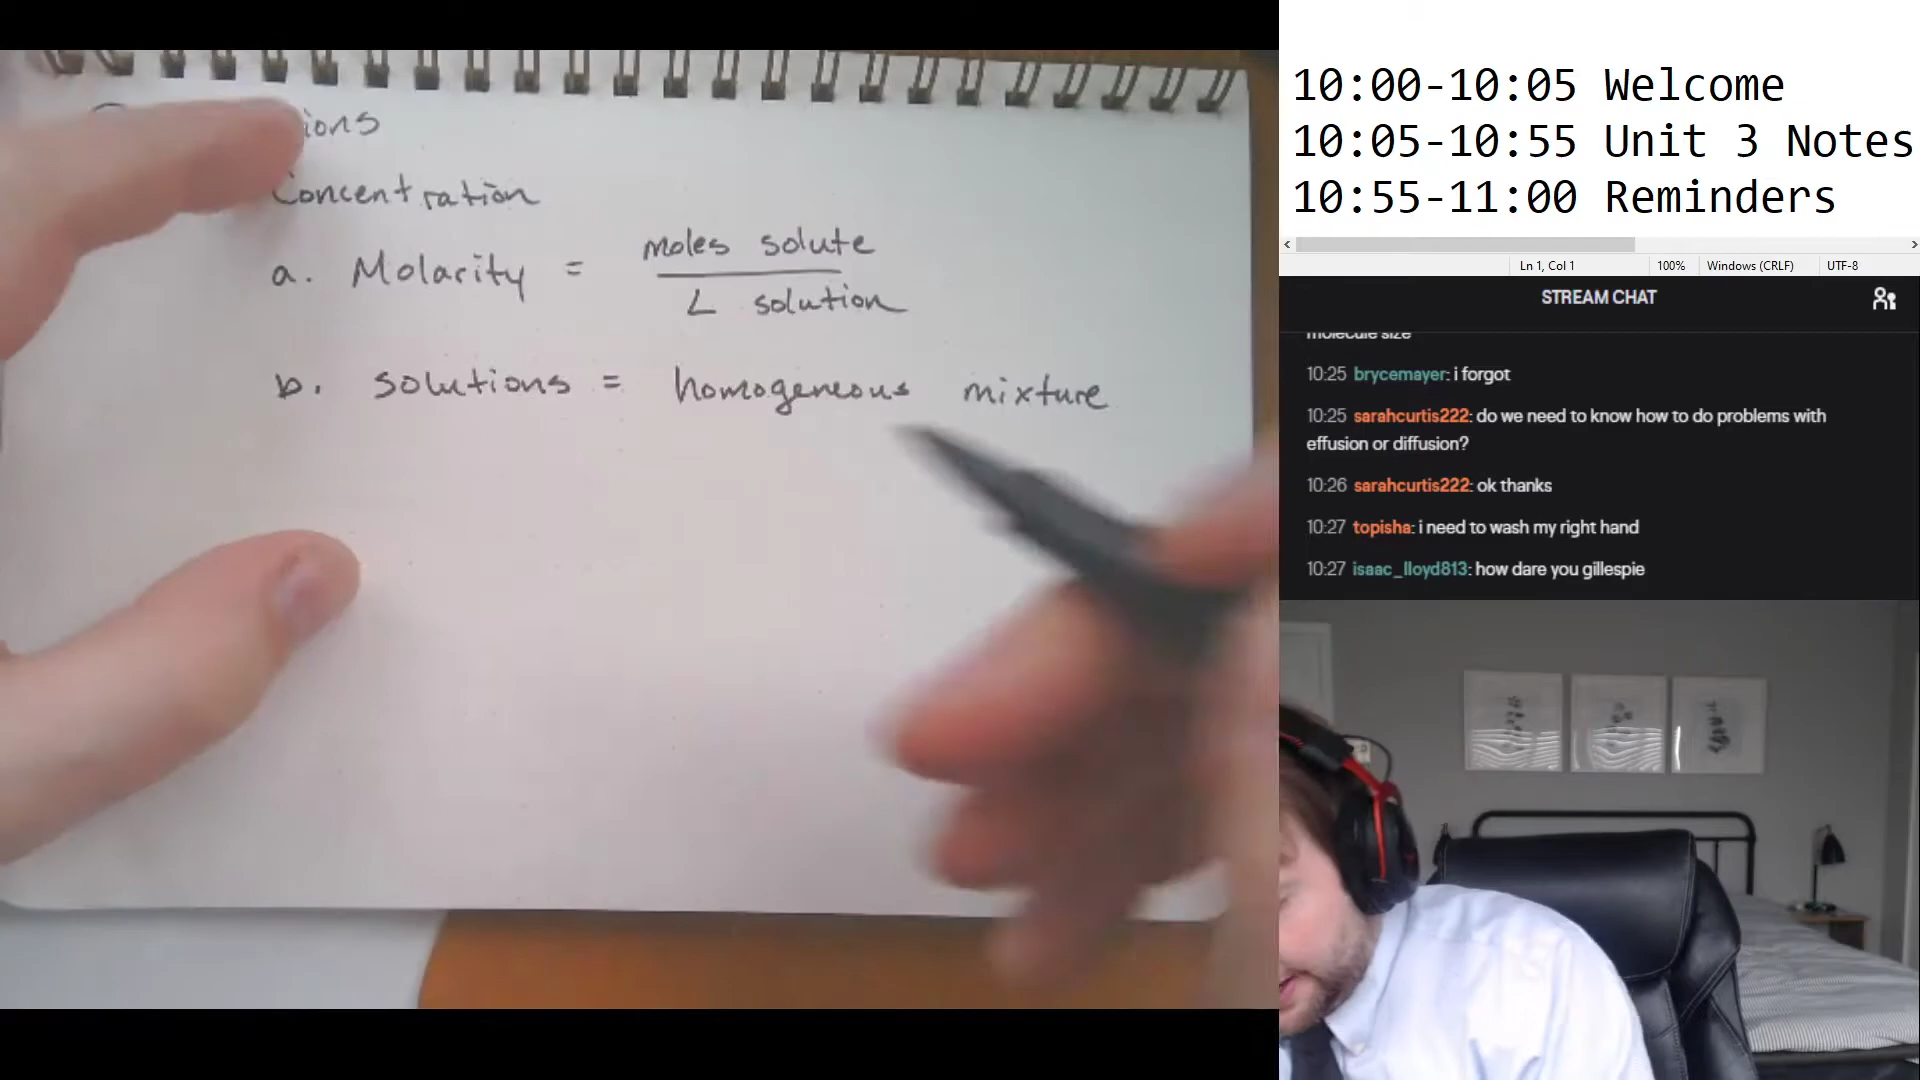 ions
Concentration
a. Molarity = moles solute
L solution
b. solutions = homogeneous mixture
10:00-10:05 Welcome
10:05-10:55 Unit 3 Notes
10:55-11:00 Reminders
Ln 1, Col 1 100% Windows (CRLF) UTF-8
STREAM CHAT
molecule size
10:25 brycemayer: i forgot
10:25 sarahcurtis222: do we need to know how to do problems with
effusion or diffusion?
10:26 sarahcurtis222: ok thanks
10:27 topisha: i need to wash my right hand
10:27 isaac_lloyd813: how dare you gillespie